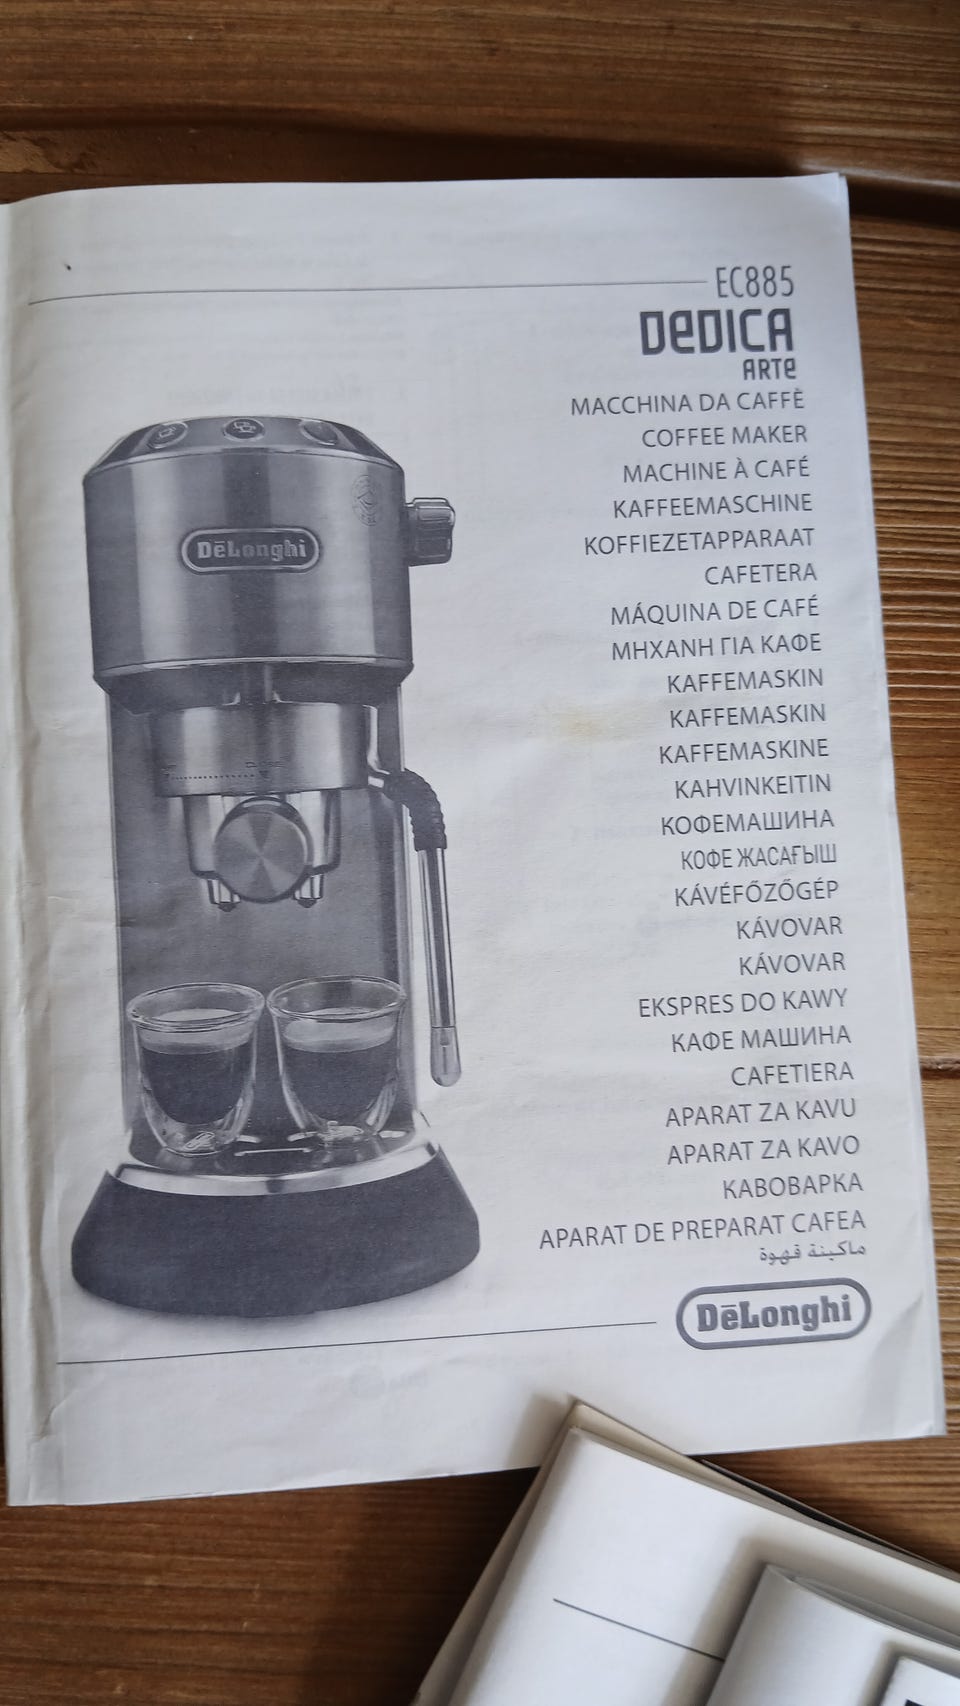 EC885
DEDICA
ARTE
MACCHINA DA CAFFÈ
COFFEE MAKER
MACHINE À CAFÉ
KAFFEEMASCHINE
KOFFIEZETAPPARAAT
CAFETERA
MÁQUINA DE CAFÉ
ΜΗΧΑΝΗ ΓΙΑ ΚΑΦΕ
KAFFEMASKIN
KAFFEMASKIN
KAFFEMASKINE
KAHVINKEITIN
КОФЕМАШИНА
КОФЕ ЖАСАҒЫШ
KÁVÉFŐZŐGÉP
KÁVOVAR
KÁVOVAR
EKSPRES DO KAWY
КАФЕ МАШИНА
CAFETIERA
APARAT ZA KAVU
APARAT ZA KAVO
КАВОВАРКА
APARAT DE PREPARAT CAFEA
ماكينة قهوة
DēLonghi
DēLonghi
CLOSE